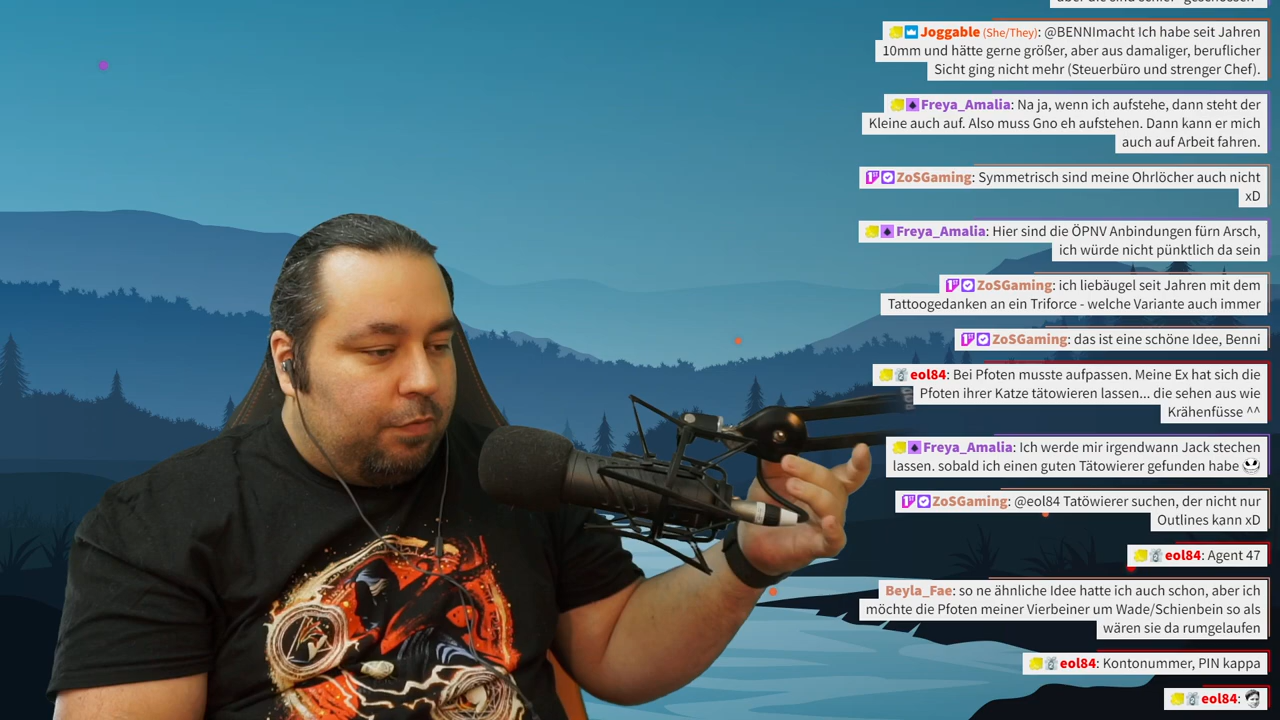 Joggable (She/They): @BENNImacht Ich habe seit Jahren
10mm und hätte gerne größer, aber aus damaliger, beruflicher
Sicht ging nicht mehr (Steuerbüro und strenger Chef).
Freya_Amalia: Na ja, wenn ich aufstehe, dann steht der
Kleine auch auf. Also muss Gno eh aufstehen. Dann kann er mich
auch auf Arbeit fahren.
ZoSGaming: Symmetrisch sind meine Ohrlöcher auch nicht
xD
Freya_Amalia: Hier sind die ÖPNV Anbindungen fürn Arsch,
ich würde nicht pünktlich da sein
ZoSGaming: ich liebäugel seit Jahren mit dem
Tattoogedanken an ein Triforce - welche Variante auch immer
ZoSGaming: das ist eine schöne Idee, Benni
eol84: Bei Pfoten musste aufpassen. Meine Ex hat sich die
Pfoten ihrer Katze tätowieren lassen... die sehen aus wie
Krähenfüsse ^^
Freya_Amalia: Ich werde mir irgendwann Jack stechen
lassen. sobald ich einen guten Tätowierer gefunden habe
ZoSGaming: @eol84 Tatöwierer suchen, der nicht nur
Outlines kann xD
eol84: Agent 47
Beyla_Fae: so ne ähnliche Idee hatte ich auch schon, aber ich
möchte die Pfoten meiner Vierbeiner um Wade/Schienbein so als
wären sie da rumgelaufen
eol84: Kontonummer, PIN kappa
eol84: